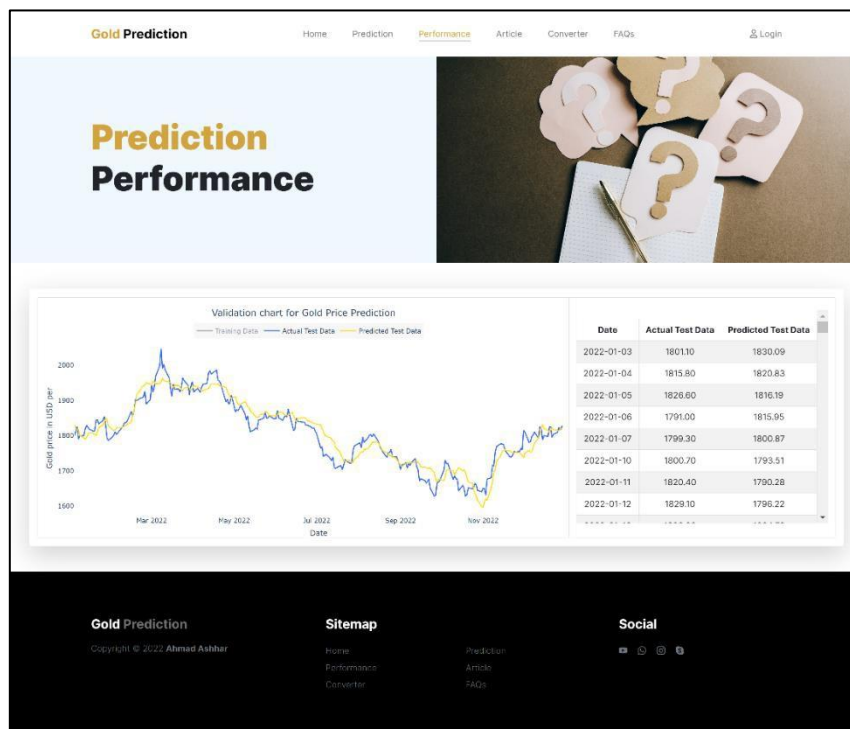 Gold Prediction
Home Prediction Performance Article Converter FAQs Login
Prediction
Performance
Validation chart for Gold Price Prediction
Training Data Actual Test Data Predicted Test Data
Gold price in USD per
2000
1900
1800
1700
1600
Mar 2022 May 2022 Jul 2022 Sep 2022 Nov 2022
Date
Date Actual Test Data Predicted Test Data
2022-01-03 1801.10 1830.09
2022-01-04 1815.80 1820.83
2022-01-05 1826.60 1816.19
2022-01-06 1791.00 1815.95
2022-01-07 1799.30 1800.87
2022-01-10 1800.70 1793.51
2022-01-11 1820.40 1790.28
2022-01-12 1829.10 1796.22
Gold Prediction
Copyright © 2022 Ahmad Ashhar
Sitemap
Home Prediction
Performance Article
Converter FAQs
Social